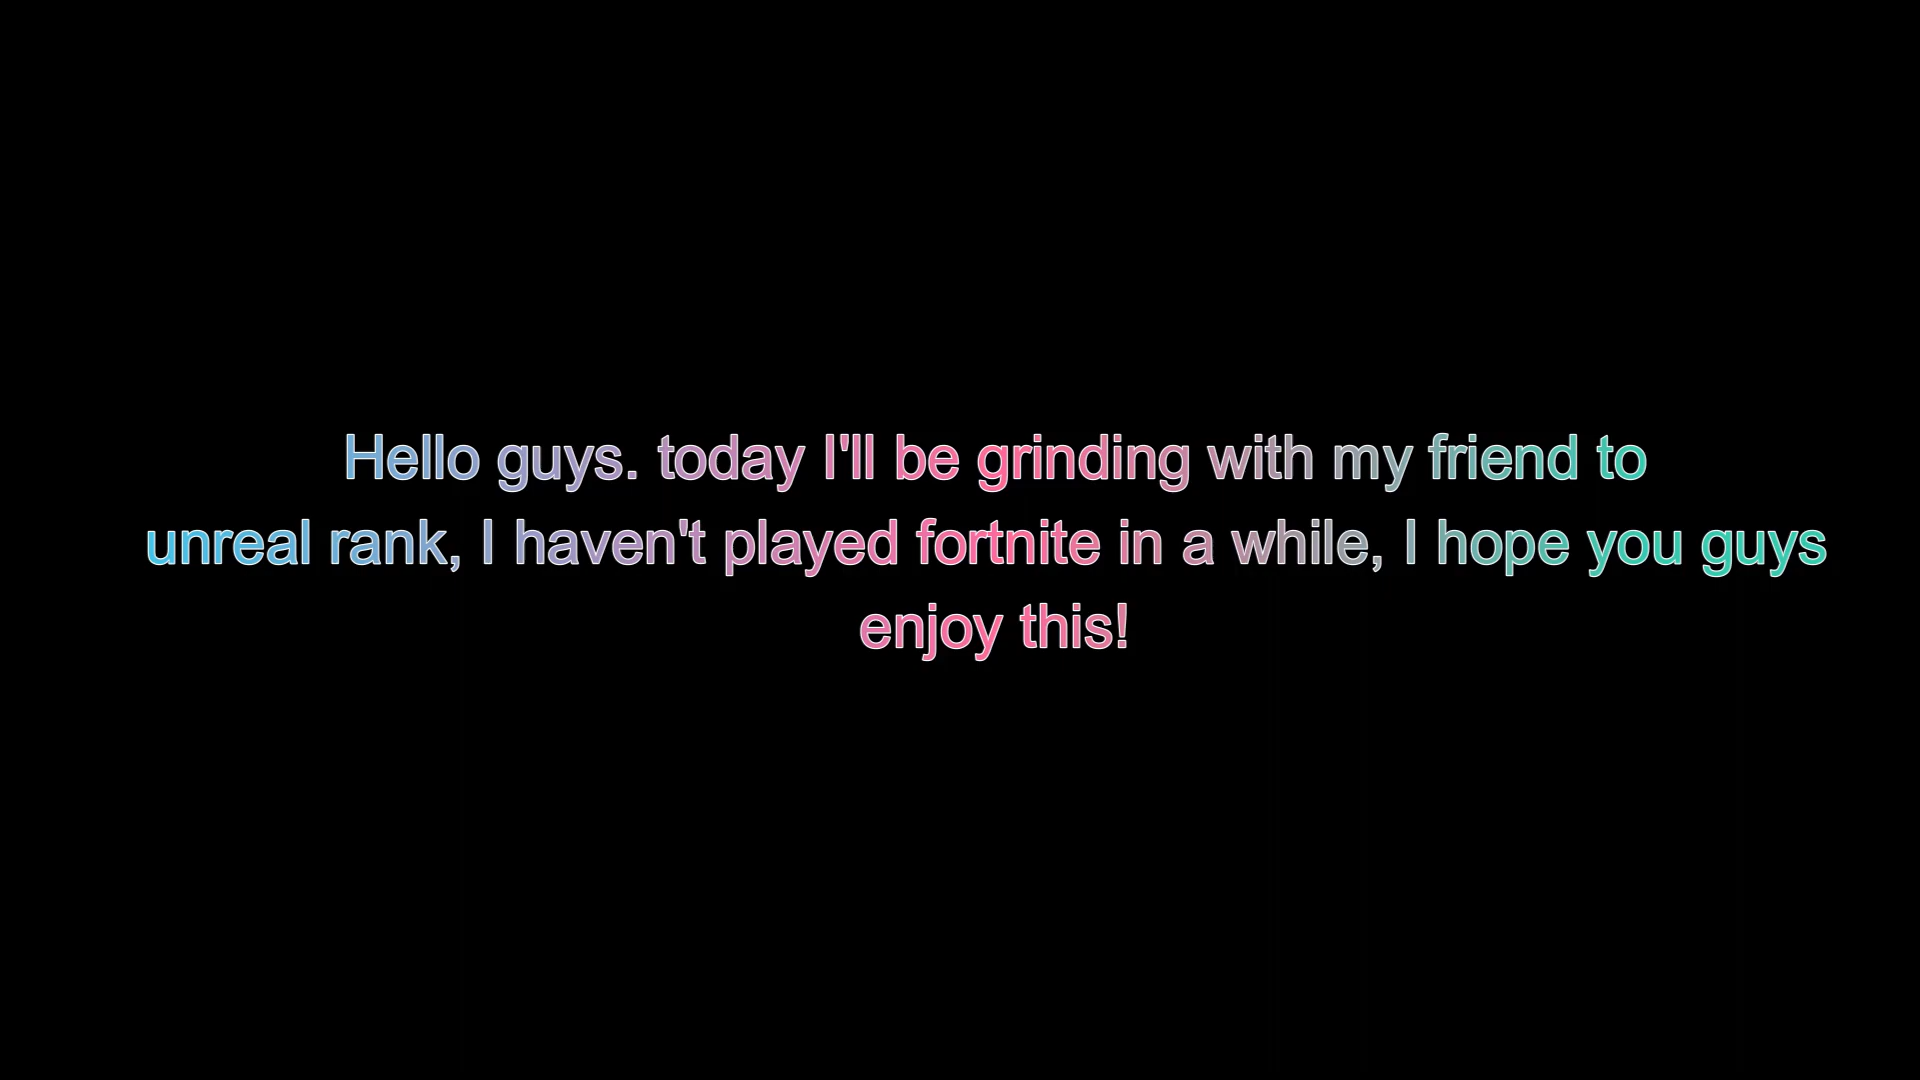 Hello guys. today I'll be grinding with my friend to
unreal rank, I haven't played fortnite in a while, I hope you guys
enjoy this!